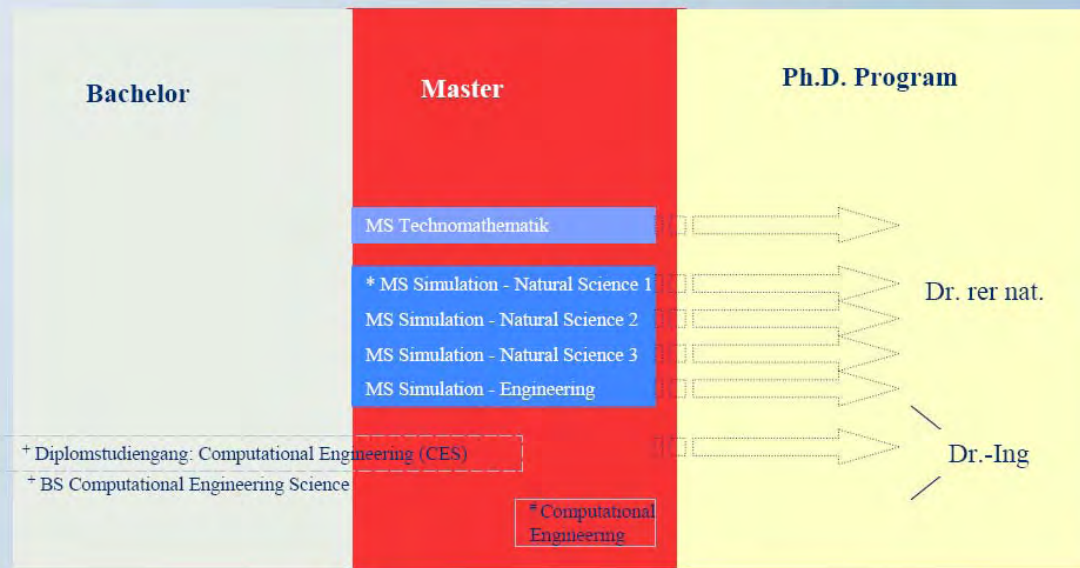 Bachelor
Master
Ph.D. Program
MS Technomathematik
* MS Simulation - Natural Science 1
MS Simulation - Natural Science 2
MS Simulation - Natural Science 3
MS Simulation - Engineering
Dr. rer nat.
+ Diplomstudiengang: Computational Engineering (CES)
+ BS Computational Engineering Science
Dr.-Ing
# Computational
Engineering